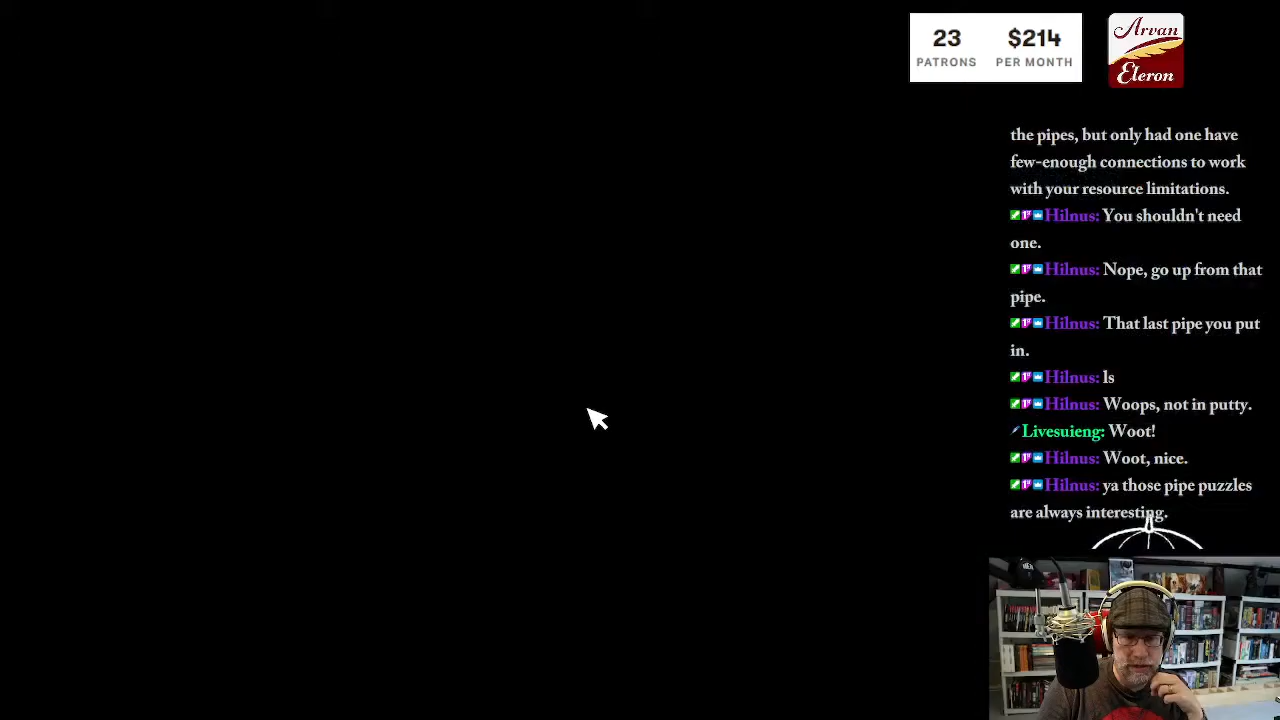 23
PATRONS
$214
PER MONTH
Arvan
Eleron
the pipes, but only had one have
few-enough connections to work
with your resource limitations.
Hilnus: You shouldn't need
one.
Hilnus: Nope, go up from that
pipe.
Hilnus: That last pipe you put
in.
Hilnus: ls
Hilnus: Woops, not in putty.
Livesuieng: Woot!
Hilnus: Woot, nice.
Hilnus: ya those pipe puzzles
are always interesting.